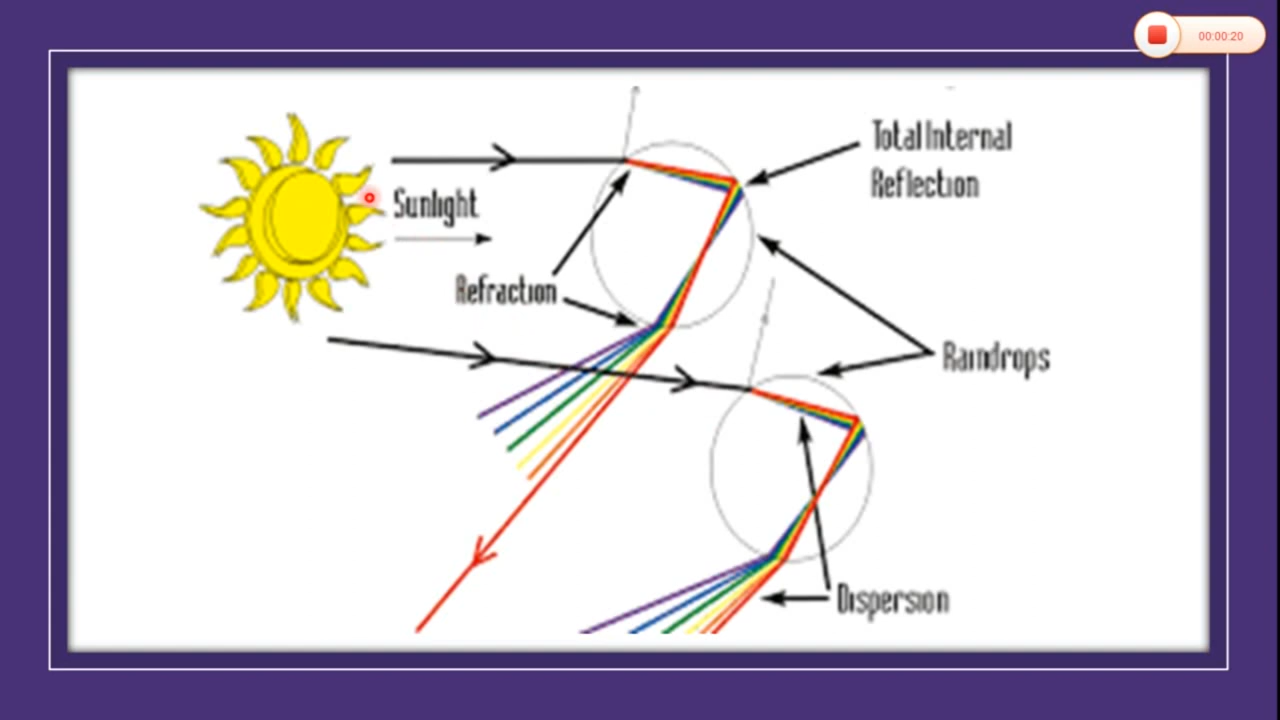 00:00:20
Total Internal
Reflection
Sunlight
Refraction
Raindrops
Dispersion